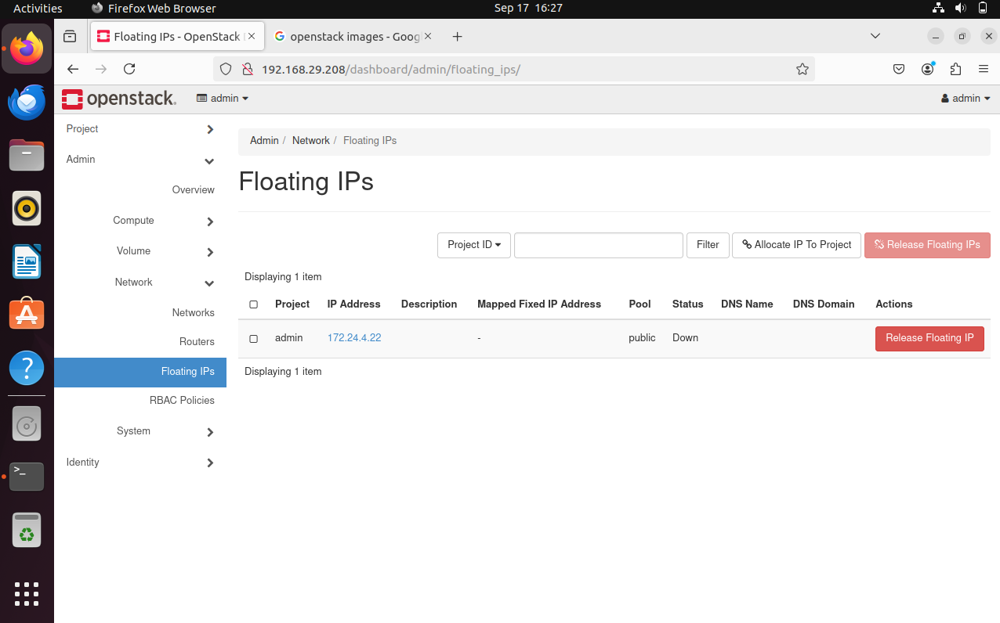 Activities
Firefox Web Browser
Sep 17 16:27
Floating IPs - OpenStack
openstack images - Goog
192.168.29.208/dashboard/admin/floating_ips/
openstack.
admin
admin
Project
Admin
Overview
Compute
Volume
Network
Networks
Routers
Floating IPs
RBAC Policies
System
Identity
Admin / Network / Floating IPs
Floating IPs
Project ID
Filter
Allocate IP To Project
Release Floating IPs
Displaying 1 item
Project IP Address Description Mapped Fixed IP Address Pool Status DNS Name DNS Domain Actions
admin 172.24.4.22 - public Down Release Floating IP
Displaying 1 item